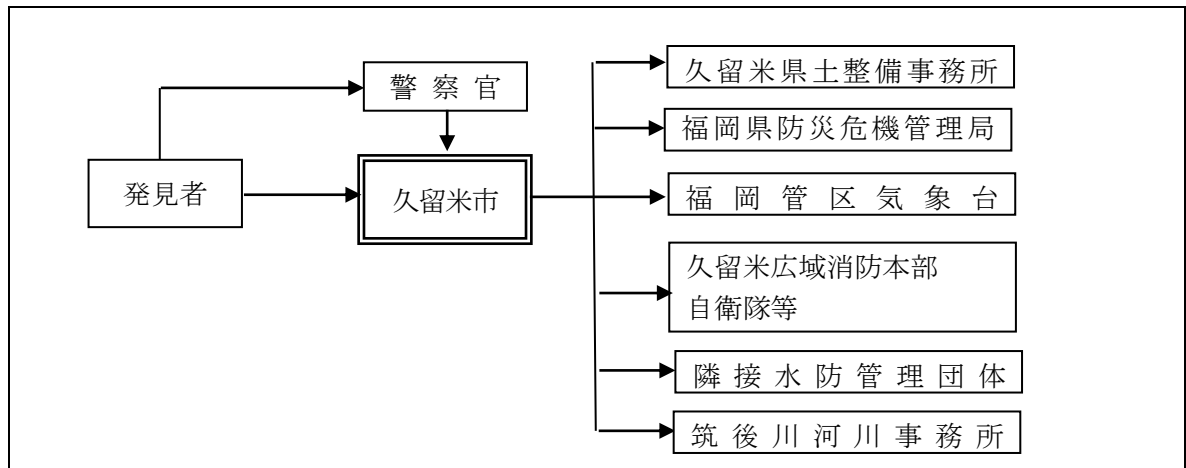 警察官
発見者
久留米市
久留米県土整備事務所
福岡県防災危機管理局
福岡管区気象台
久留米広域消防本部
自衛隊等
隣接水防管理団体
筑後川河川事務所